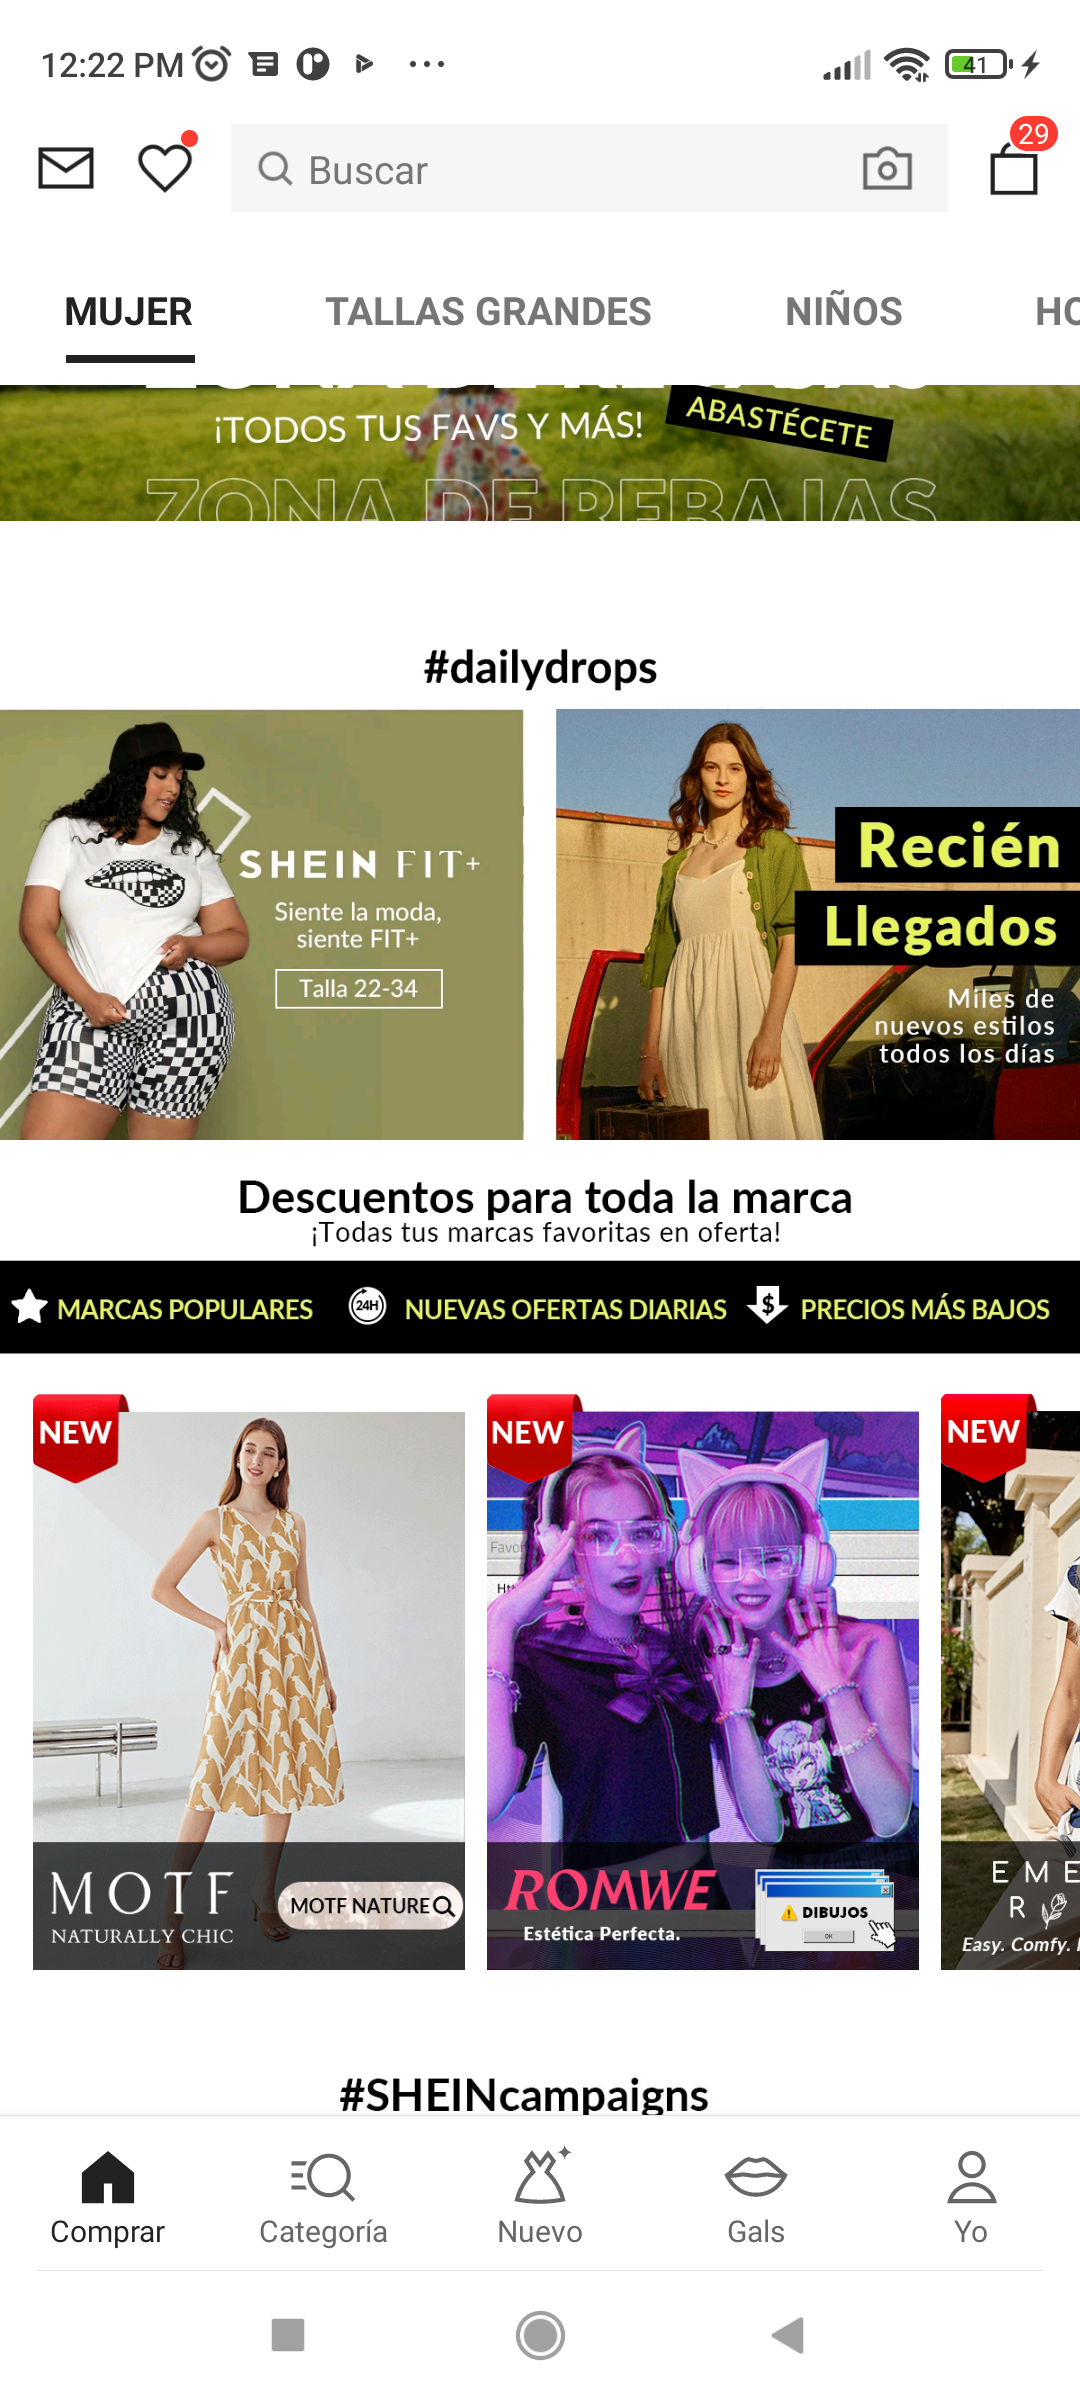 12:22 PM
41
29
Buscar
MUJER
TALLAS GRANDES
NIÑOS
HO
¡TODOS TUS FAVS Y MÁS!
ABASTÉCETE
ZONA DE REBAJAS
#dailydrops
SHEIN FIT+
Siente la moda,
siente FIT+
Talla 22-34
Recién
Llegados
Miles de
nuevos estilos
todos los días
Descuentos para toda la marca
¡Todas tus marcas favoritas en oferta!
MARCAS POPULARES
24H
NUEVAS OFERTAS DIARIAS
$
PRECIOS MÁS BAJOS
NEW
MOTF
NATURALLY CHIC
MOTF NATURE
NEW
Favor
Htt
ROMWE
Estética Perfecta.
DIBUJOS
OK
NEW
EME
R
Easy. Comfy.
#SHEINcampaigns
Comprar
Categoría
Nuevo
Gals
Yo